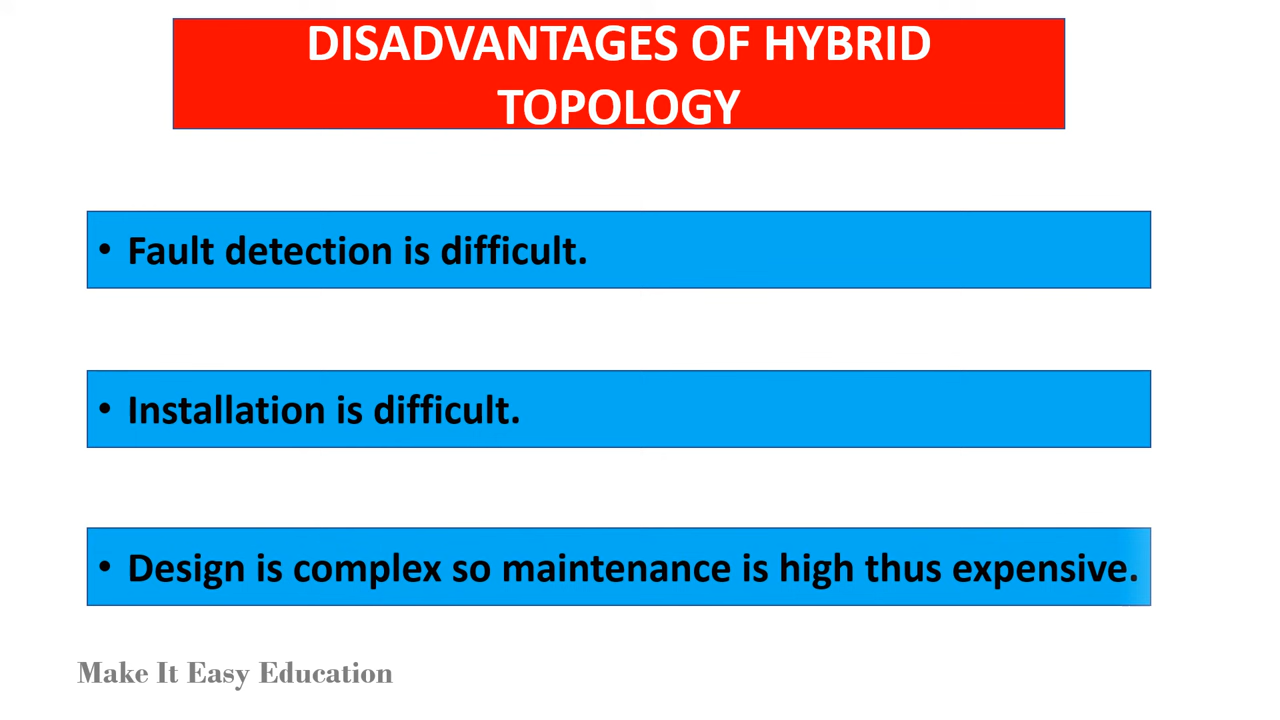 DISADVANTAGES OF HYBRID
TOPOLOGY
• Fault detection is difficult.
• Installation is difficult.
• Design is complex so maintenance is high thus expensive.
Make It Easy Education